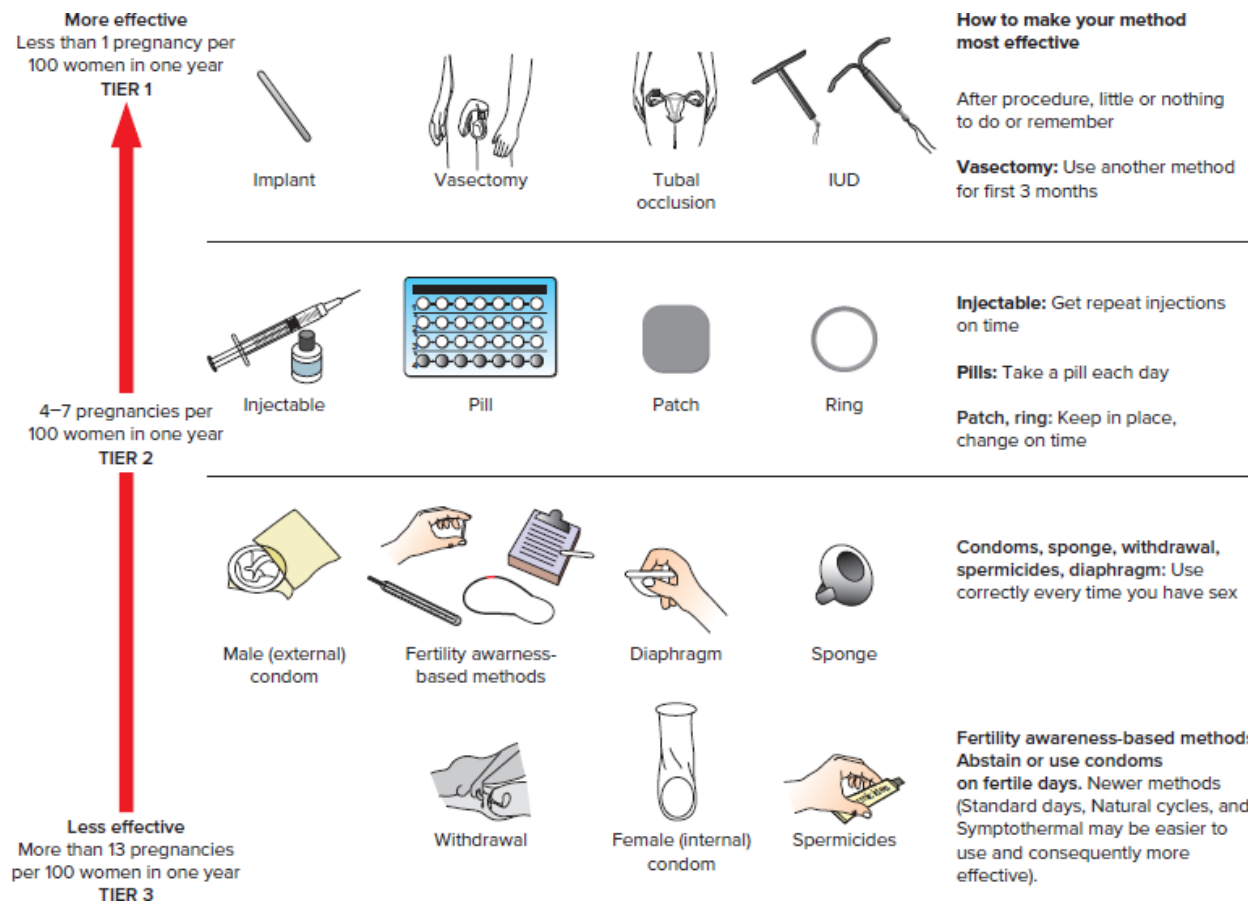 More effective
Less than 1 pregnancy per
100 women in one year
TIER 1
Implant
Vasectomy
Tubal
occlusion
IUD
How to make your method
most effective
After procedure, little or nothing
to do or remember
Vasectomy: Use another method
for first 3 months
4–7 pregnancies per
100 women in one year
TIER 2
Injectable
Pill
Patch
Ring
Injectable: Get repeat injections
on time
Pills: Take a pill each day
Patch, ring: Keep in place,
change on time
Male (external)
condom
Fertility awarness-
based methods
Diaphragm
Sponge
Condoms, sponge, withdrawal,
spermicides, diaphragm: Use
correctly every time you have sex
Less effective
More than 13 pregnancies
per 100 women in one year
TIER 3
Withdrawal
Female (internal)
condom
Spermicides
Fertility awareness-based methods
Abstain or use condoms
on fertile days. Newer methods
(Standard days, Natural cycles, and
Symptothermal may be easier to
use and consequently more
effective).